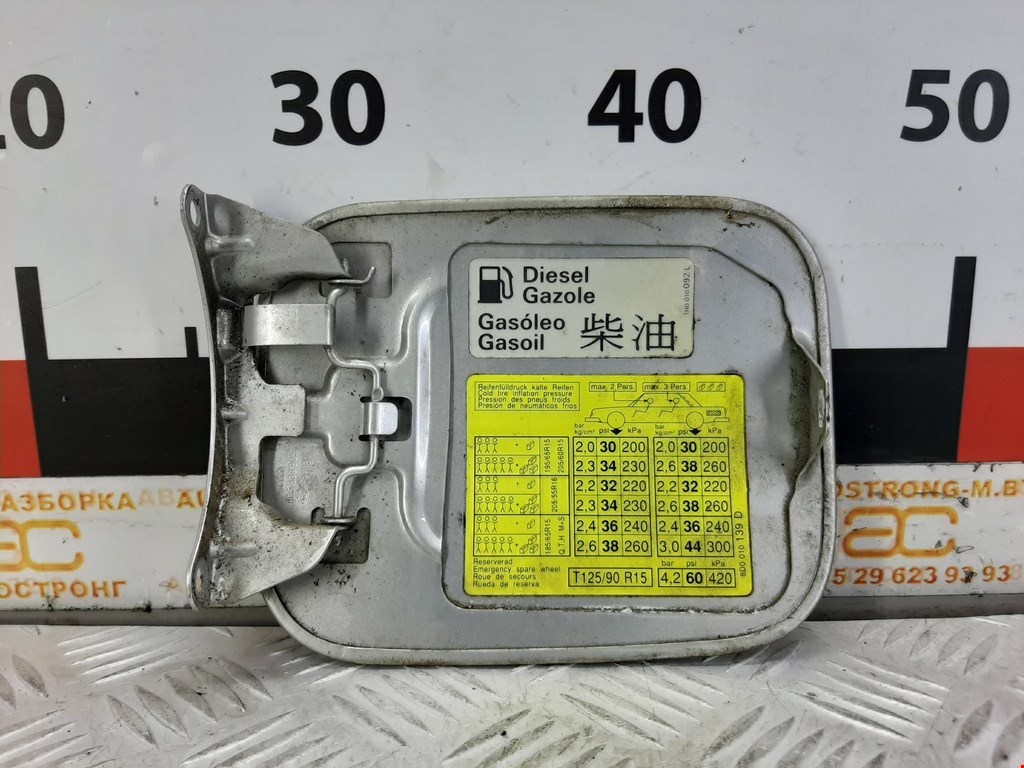 30
40
50
Diesel
Gazole
Gasóleo
Gasoil
柴油
1H0 010 092 L
Reifenfülldruck kalte Reifen
Cold tire inflation pressure
Pression des pneus froids
Presión de neumáticos fríos
max. 2 Pers.
max. 3 Pers.
bar psi kPa bar psi kPa
kg/cm² kg/cm²
195/65R15 205/60R15
2,0 30 200 2,0 30 200
2,3 34 230 2,6 38 260
205/55R16
2,2 32 220 2,2 32 220
2,3 34 230 2,6 38 260
185/65R15 Q.T.H M-S
2,4 36 240 2,4 36 240
2,6 38 260 3,0 44 300
Reserverad
Emergency spare wheel
Roue de secours
Rueda de reserva
bar psi kPa
T125/90 R15 4,2 60 420
8D0 010 139 D
РАЗБОРКА
ОСТРОНГ
OSTRONG-M.BY
5 29 623 93 93